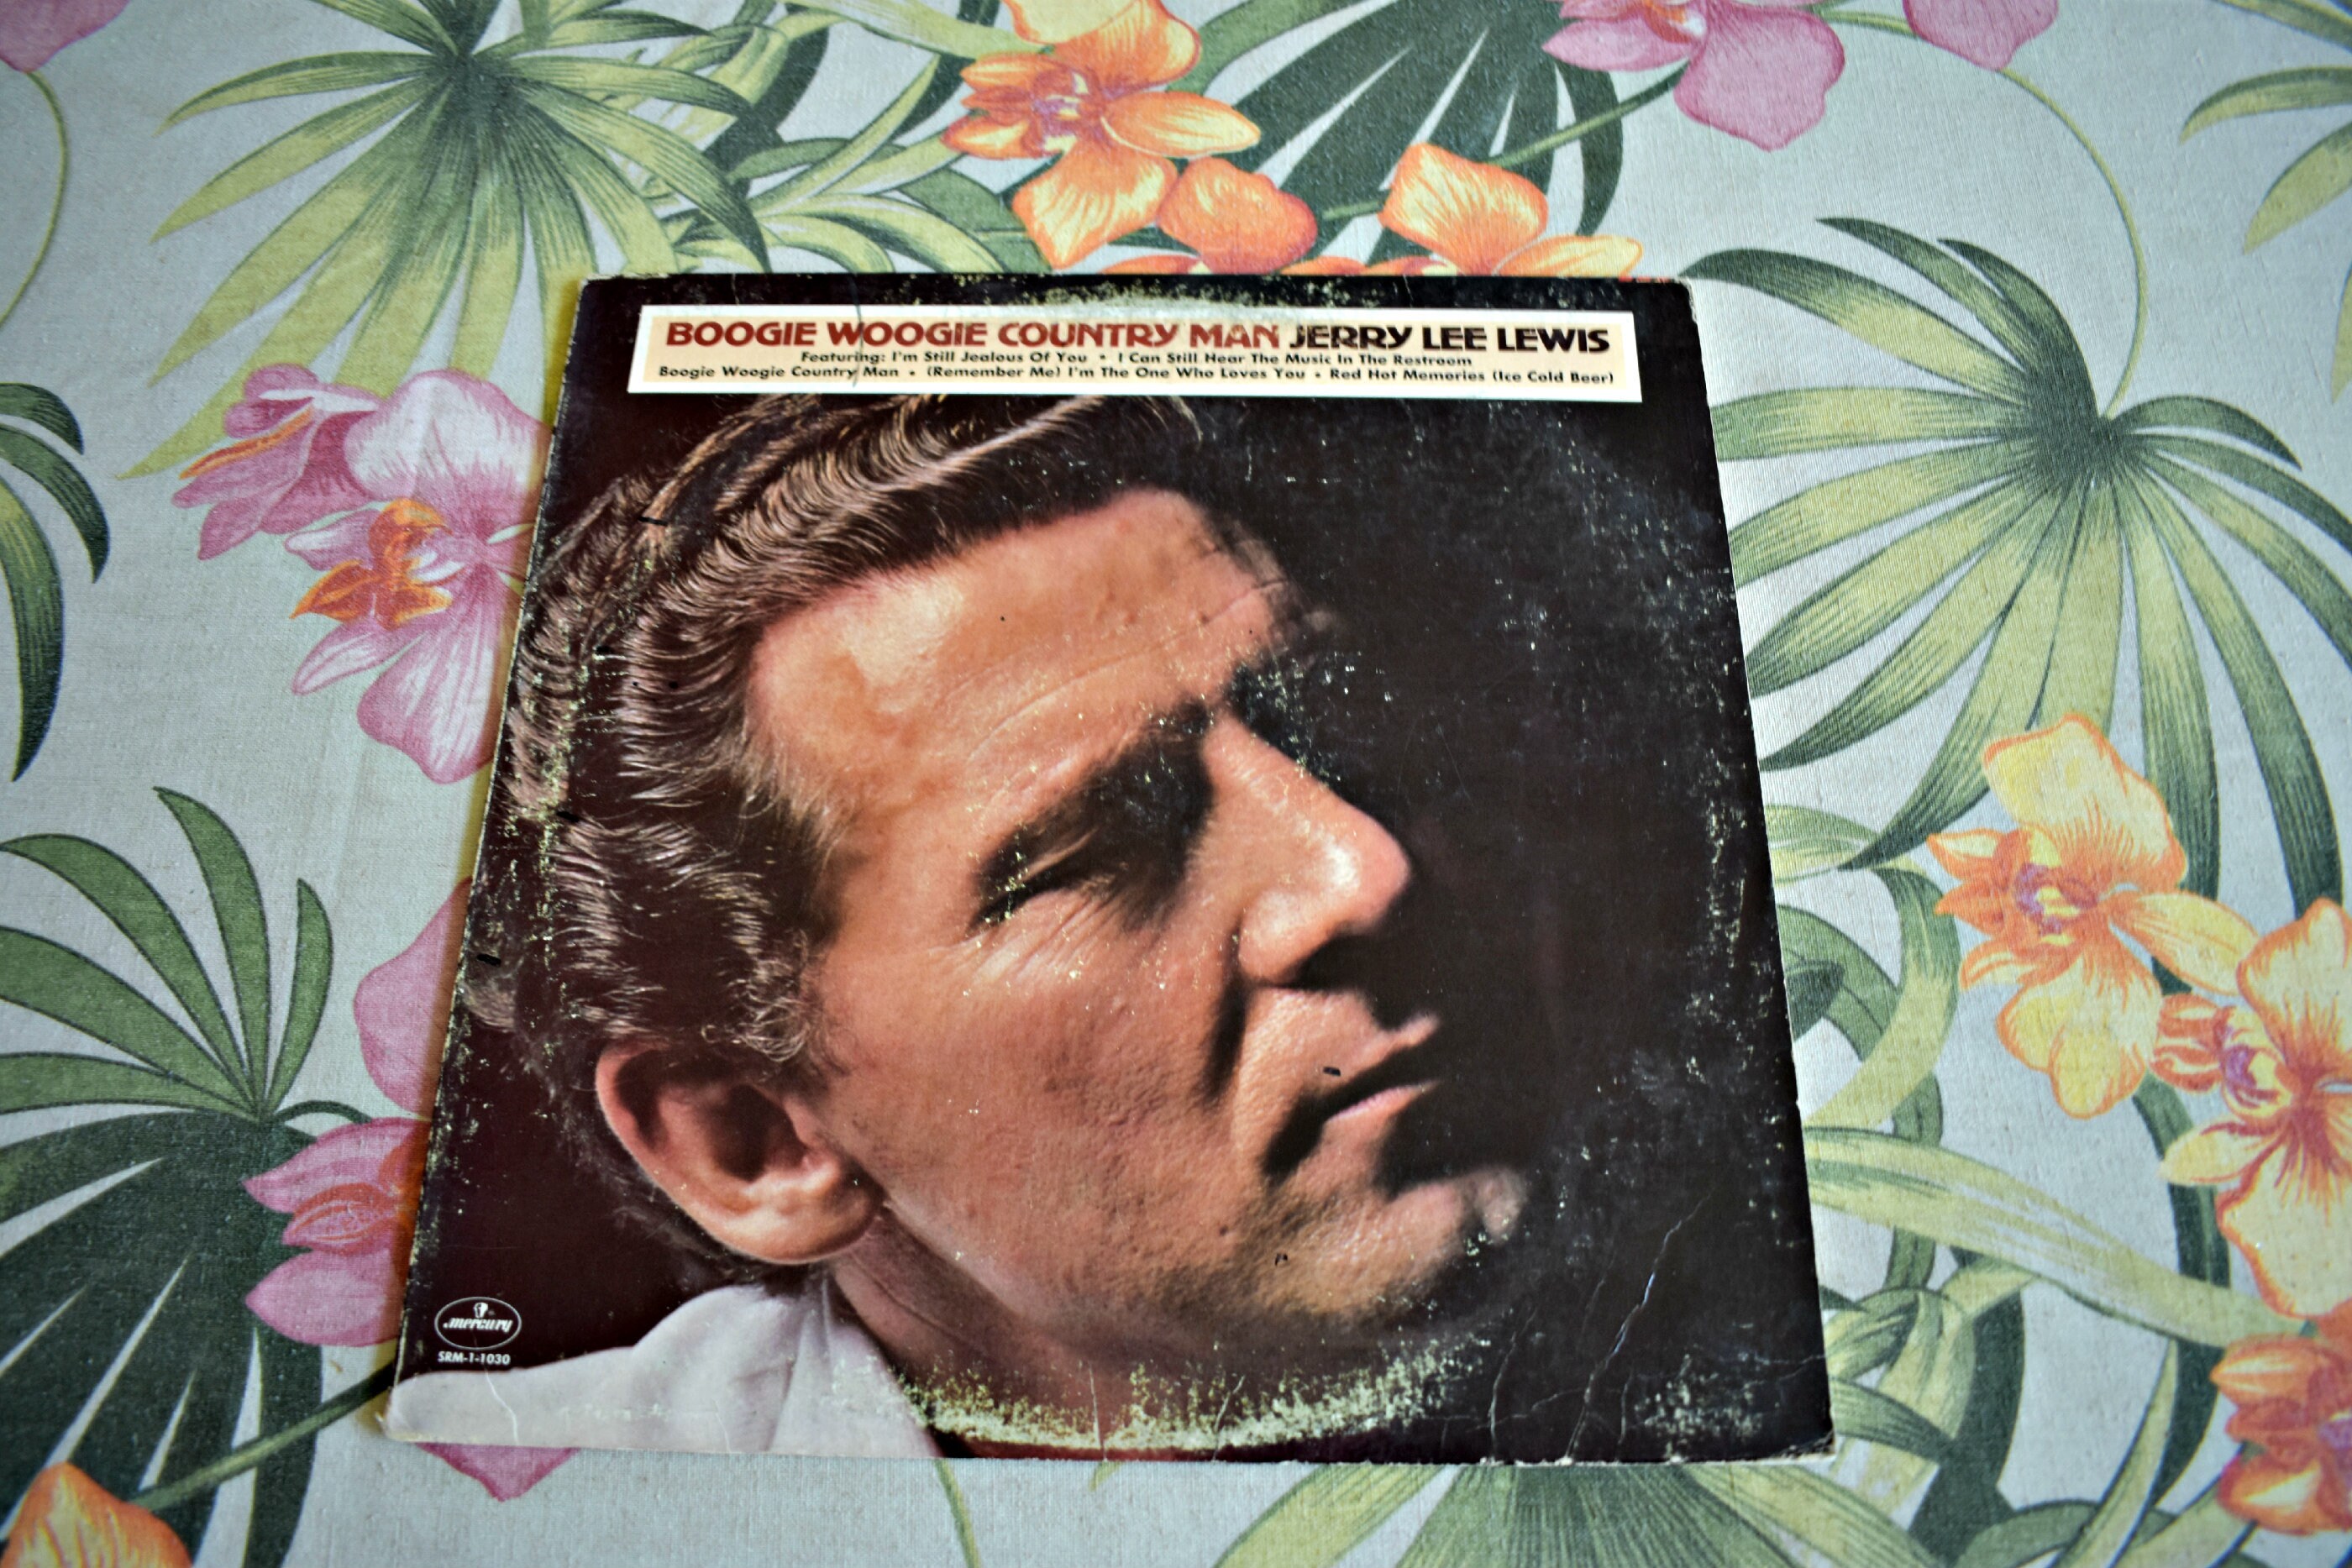 BOOGIE WOOGIE COUNTRY MAN JERRY LEE LEWIS
Featuring: I'm Still Jealous Of You • I Can Still Hear The Music In The Restroom
Boogie Woogie Country Man • (Remember Me) I'm The One Who Loves You • Red Hot Memories (Ice Cold Beer)
mercury
SRM-1-1030